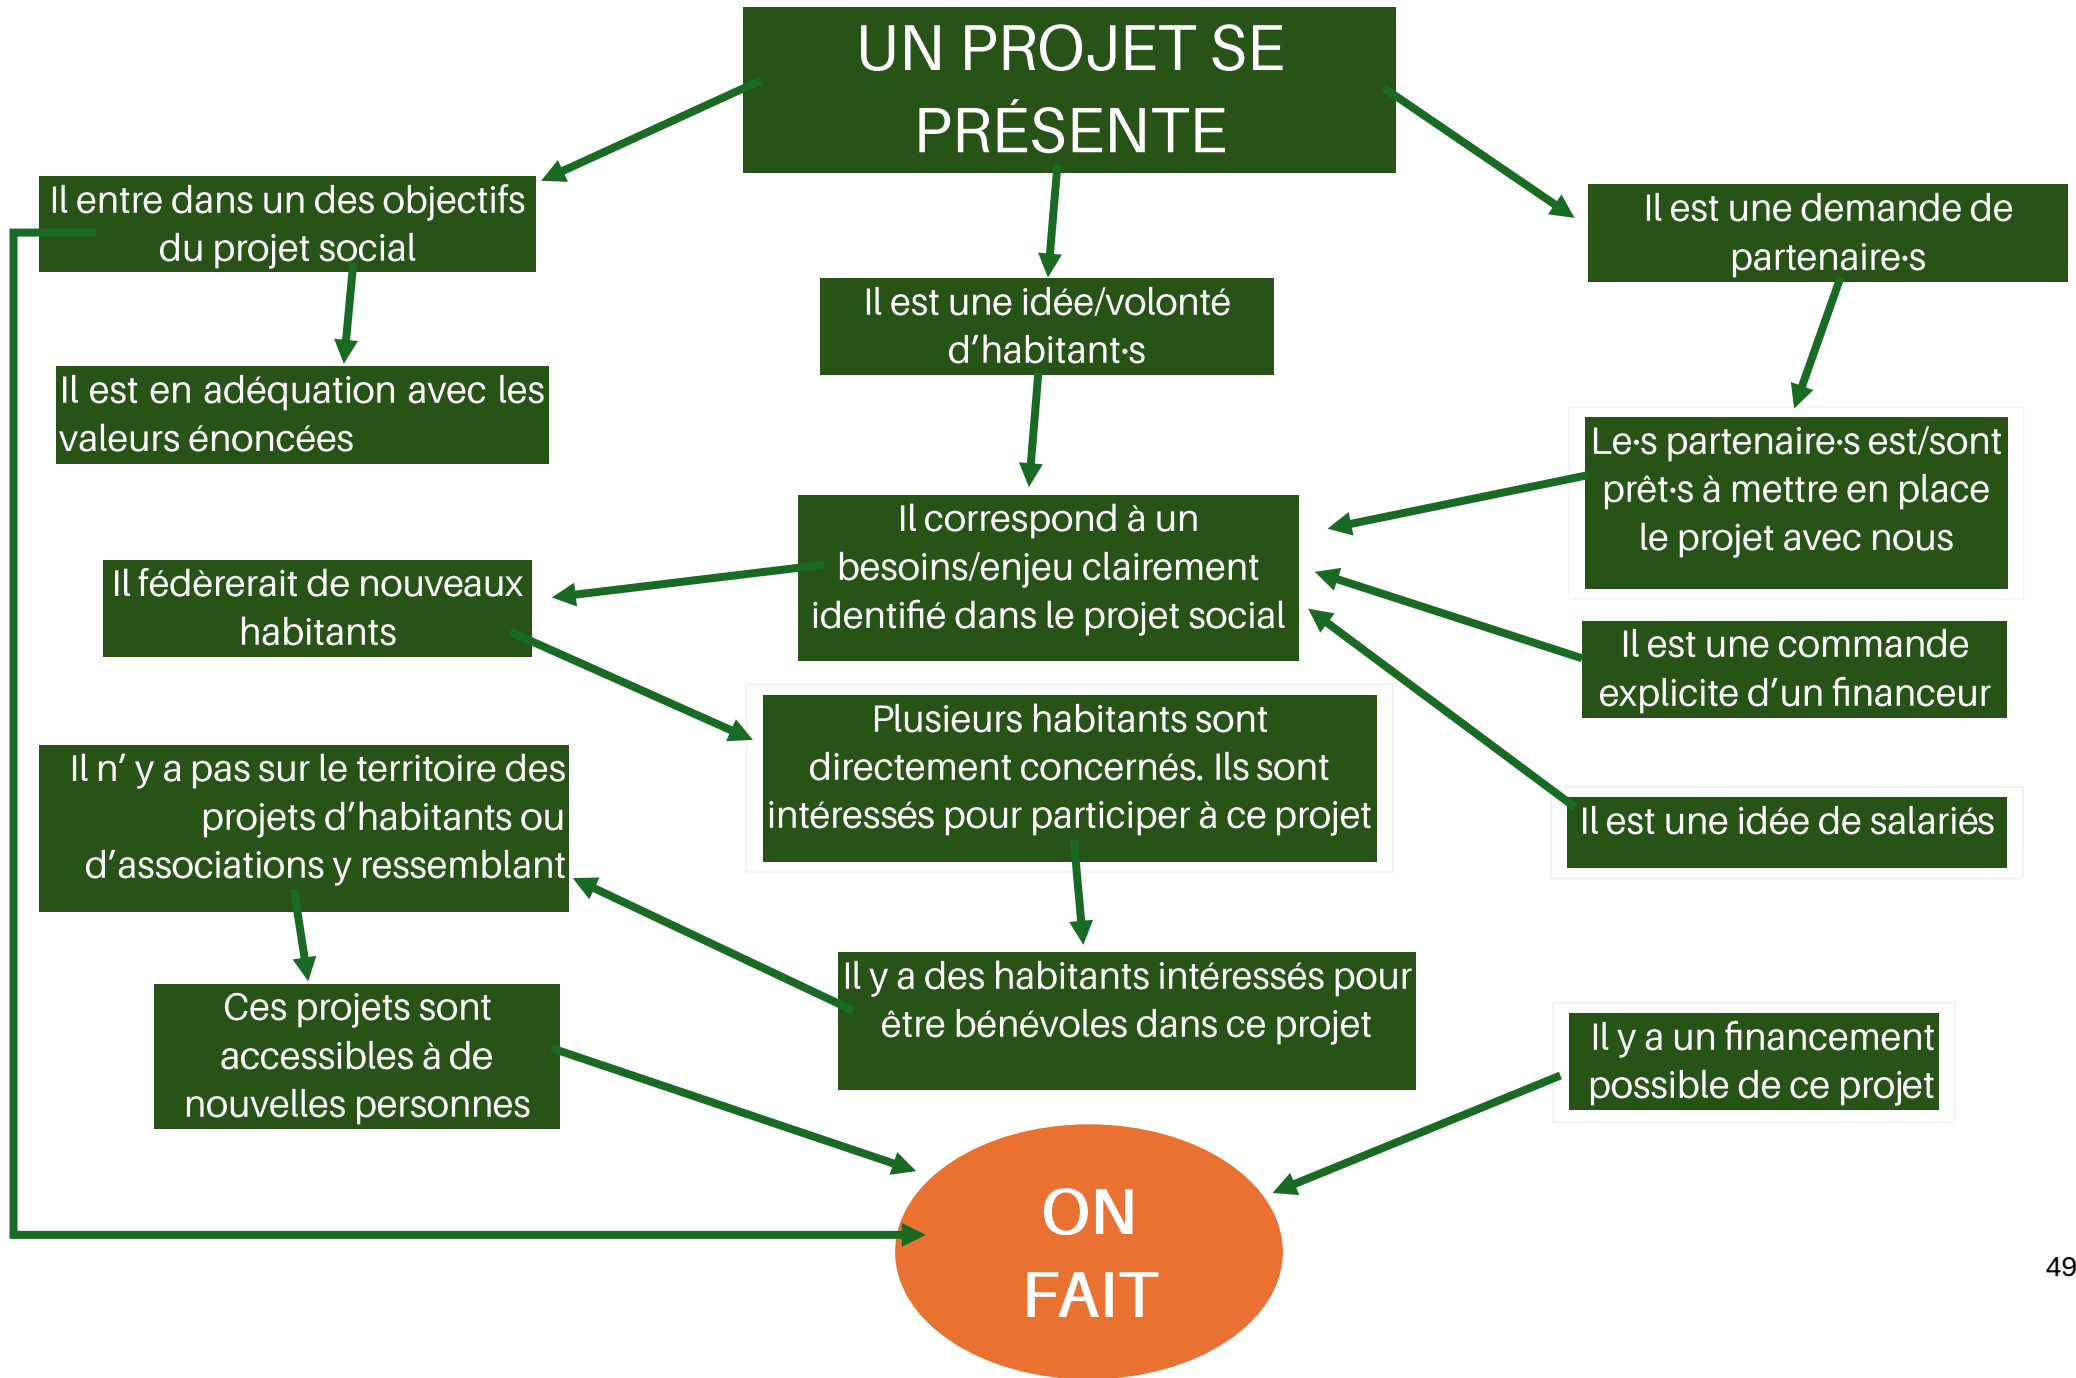 UN PROJET SE
PRÉSENTE
Il entre dans un des objectifs
du projet social
Il est une demande de
partenaire·s
Il est une idée/volonté
d’habitant·s
Il est en adéquation avec les
valeurs énoncées
Le·s partenaire·s est/sont
prêt·s à mettre en place
le projet avec nous
Il correspond à un
besoins/enjeu clairement
identifié dans le projet social
Il fédèrerait de nouveaux
habitants
Il est une commande
explicite d’un financeur
Plusieurs habitants sont
directement concernés. Ils sont
intéressés pour participer à ce projet
Il n’ y a pas sur le territoire des
projets d’habitants ou
d’associations y ressemblant
Il est une idée de salariés
Il y a des habitants intéressés pour
être bénévoles dans ce projet
Ces projets sont
accessibles à de
nouvelles personnes
Il y a un financement
possible de ce projet
ON
FAIT
49